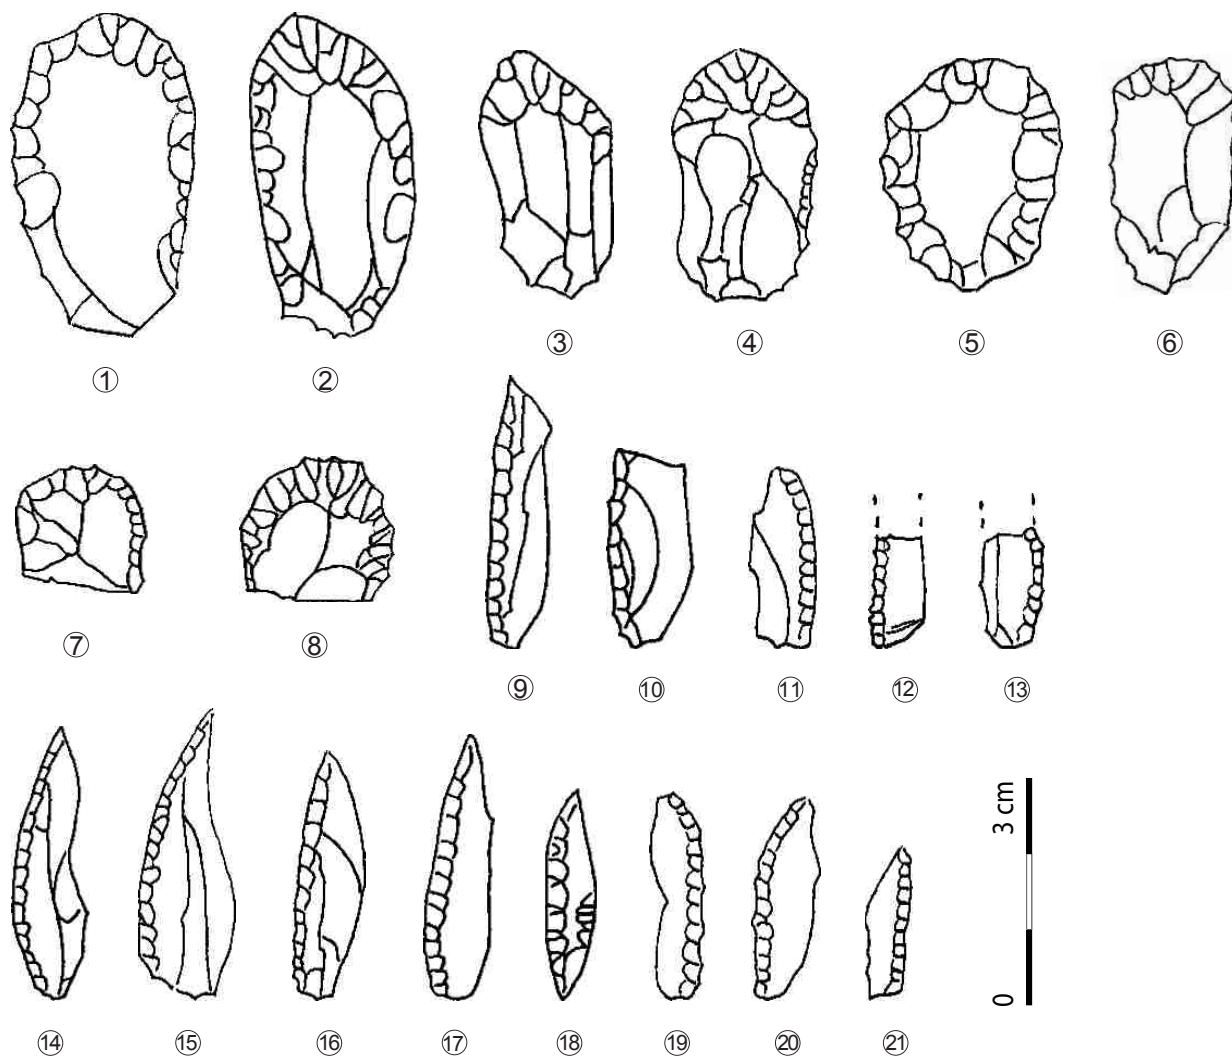 ① ② ③ ④ ⑤ ⑥
⑦ ⑧ ⑨ ⑩ ⑪ ⑫ ⑬
⑭ ⑮ ⑯ ⑰ ⑱ ⑲ ⑳ ㉑
0 3 cm